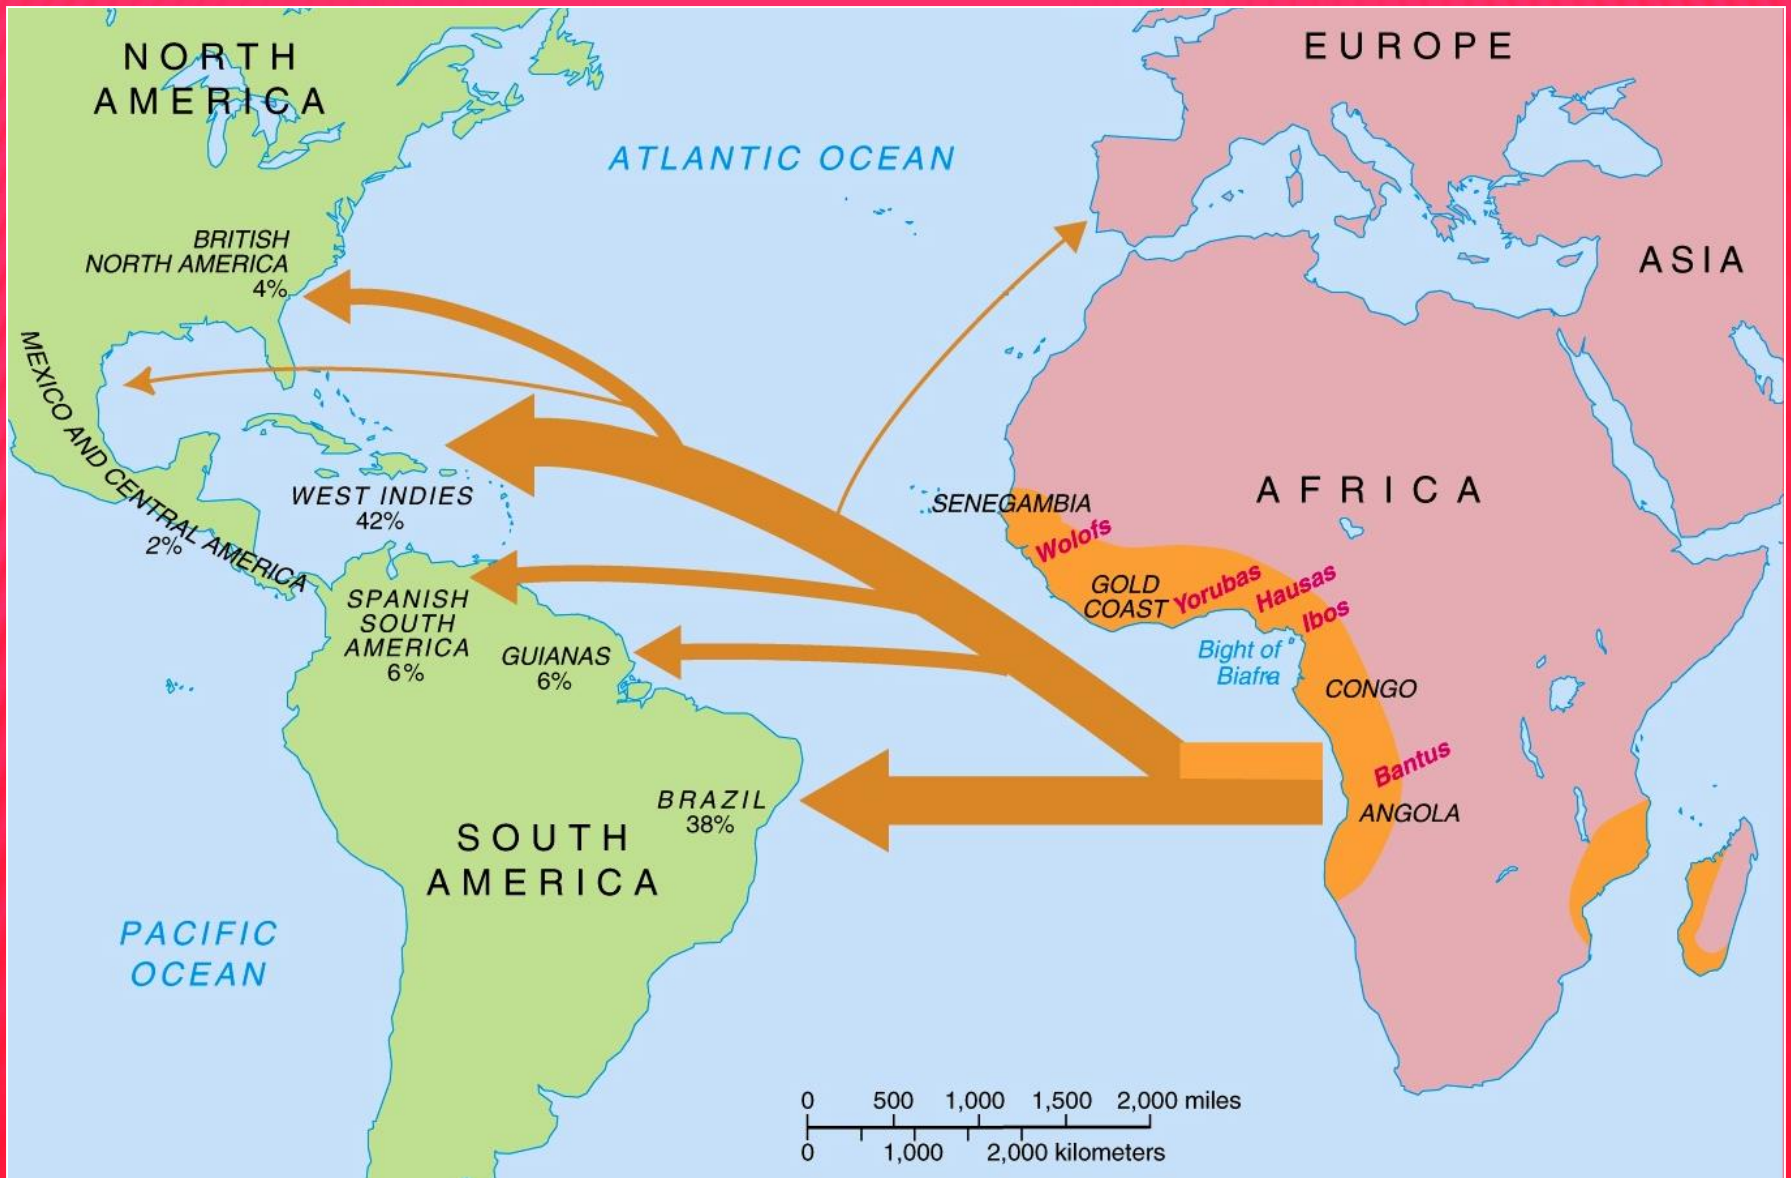 NORTH
AMERICA
EUROPE
ATLANTIC OCEAN
ASIA
BRITISH
NORTH AMERICA
4%
MEXICO AND CENTRAL AMERICA
2%
WEST INDIES
42%
AFRICA
SENEGAMBIA
Wolofs
GOLD
COAST
Yorubas
Hausas
Ibos
Bight of
Biafra
SPANISH
SOUTH
AMERICA
6%
GUIANAS
6%
CONGO
Bantus
ANGOLA
BRAZIL
38%
SOUTH
AMERICA
PACIFIC
OCEAN
0 500 1,000 1,500 2,000 miles
0 1,000 2,000 kilometers